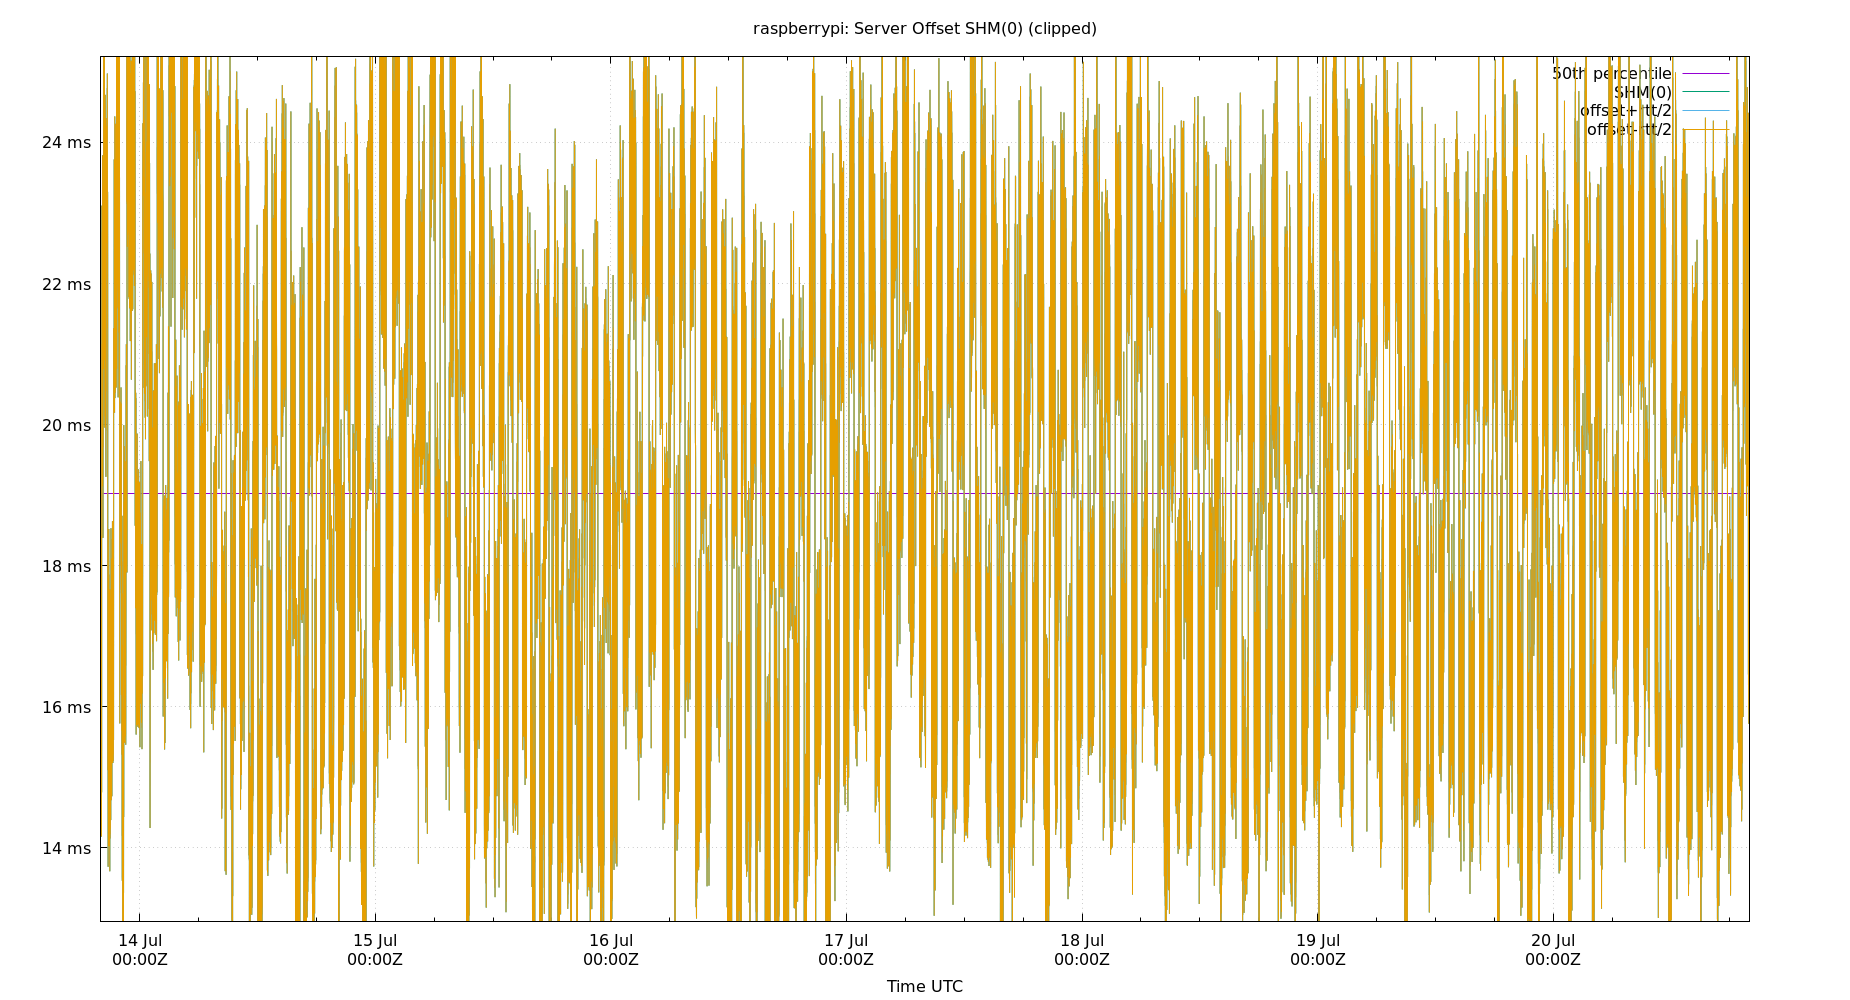 raspberrypi: Server Offset SHM(0) (clipped)
50th percentile
SHM(0)
offset+rtt/2
offset-rtt/2
24 ms
22 ms
20 ms
18 ms
16 ms
14 ms
14 Jul
00:00Z
15 Jul
00:00Z
16 Jul
00:00Z
17 Jul
00:00Z
18 Jul
00:00Z
19 Jul
00:00Z
20 Jul
00:00Z
Time UTC